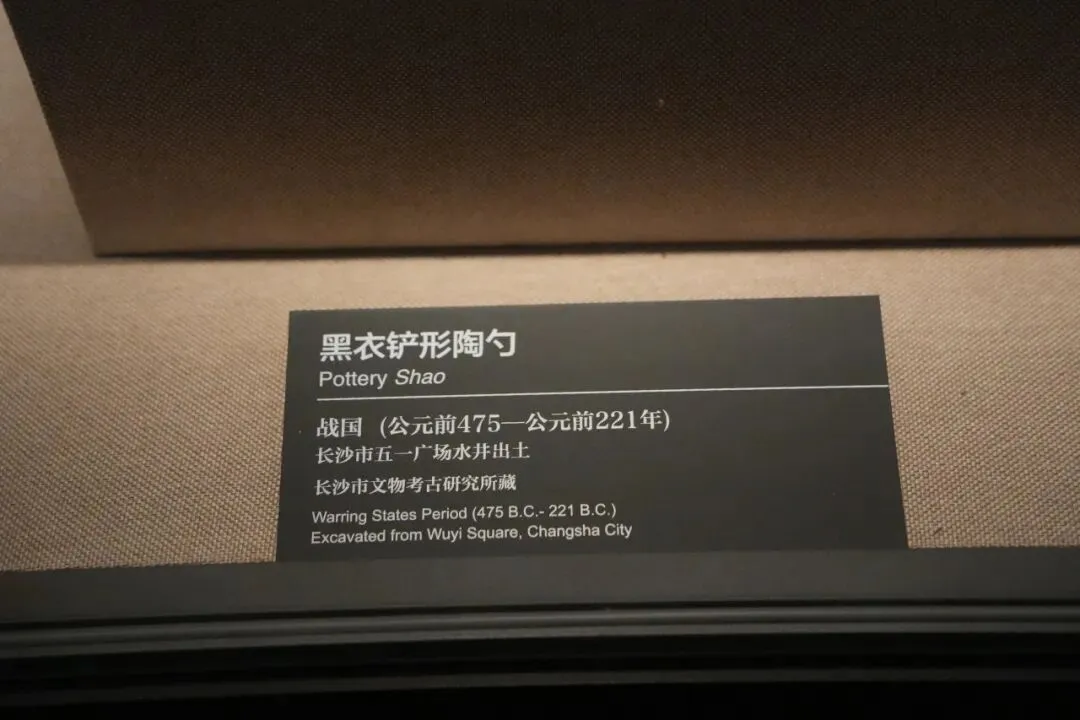 黑衣铲形陶勺
Pottery Shao
战国 (公元前475—公元前221年)
长沙市五一广场水井出土
长沙市文物考古研究所藏
Warring States Period (475 B.C.- 221 B.C.)
Excavated from Wuyi Square, Changsha City